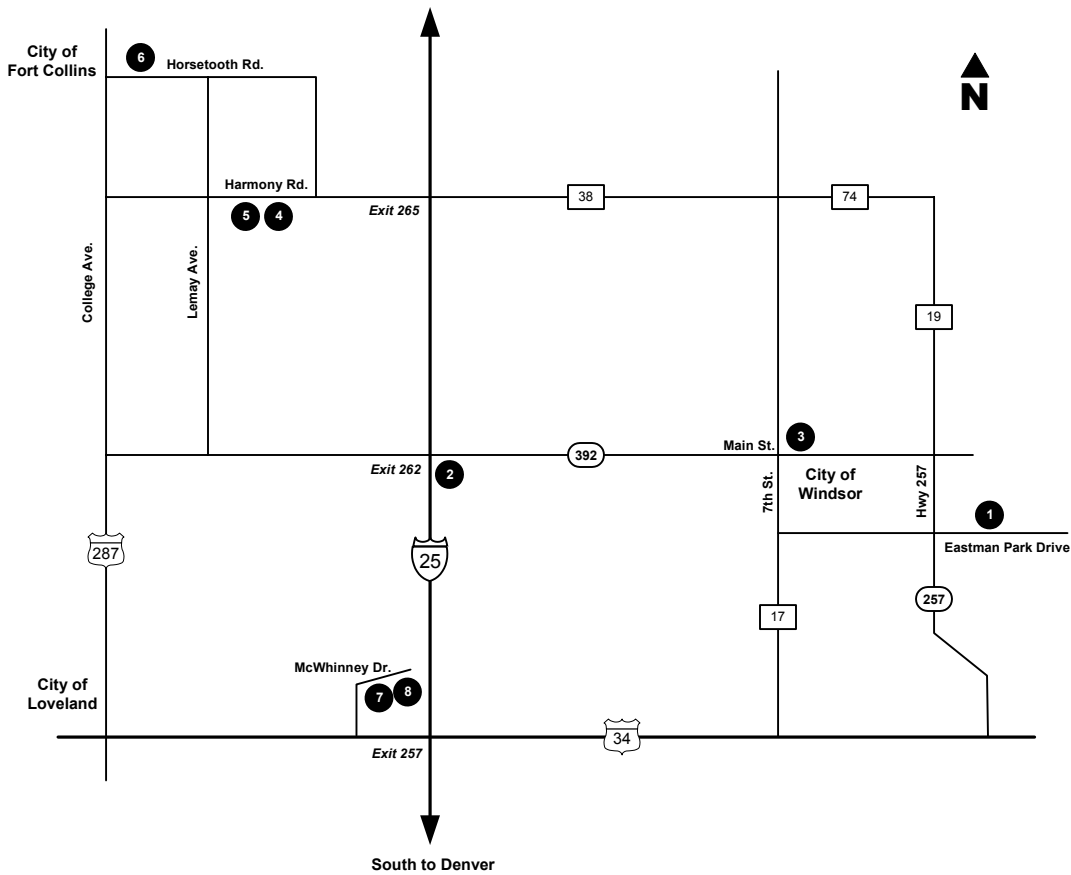 City of
Fort Collins
6
Horsetooth Rd.
N
Harmony Rd.
5
4
Exit 265
38
74
College Ave.
Lemay Ave.
19
Main St.
3
392
Exit 262
2
7th St.
City of
Windsor
Hwy 257
1
Eastman Park Drive
287
25
257
17
McWhinney Dr.
7
8
City of
Loveland
34
Exit 257
South to Denver